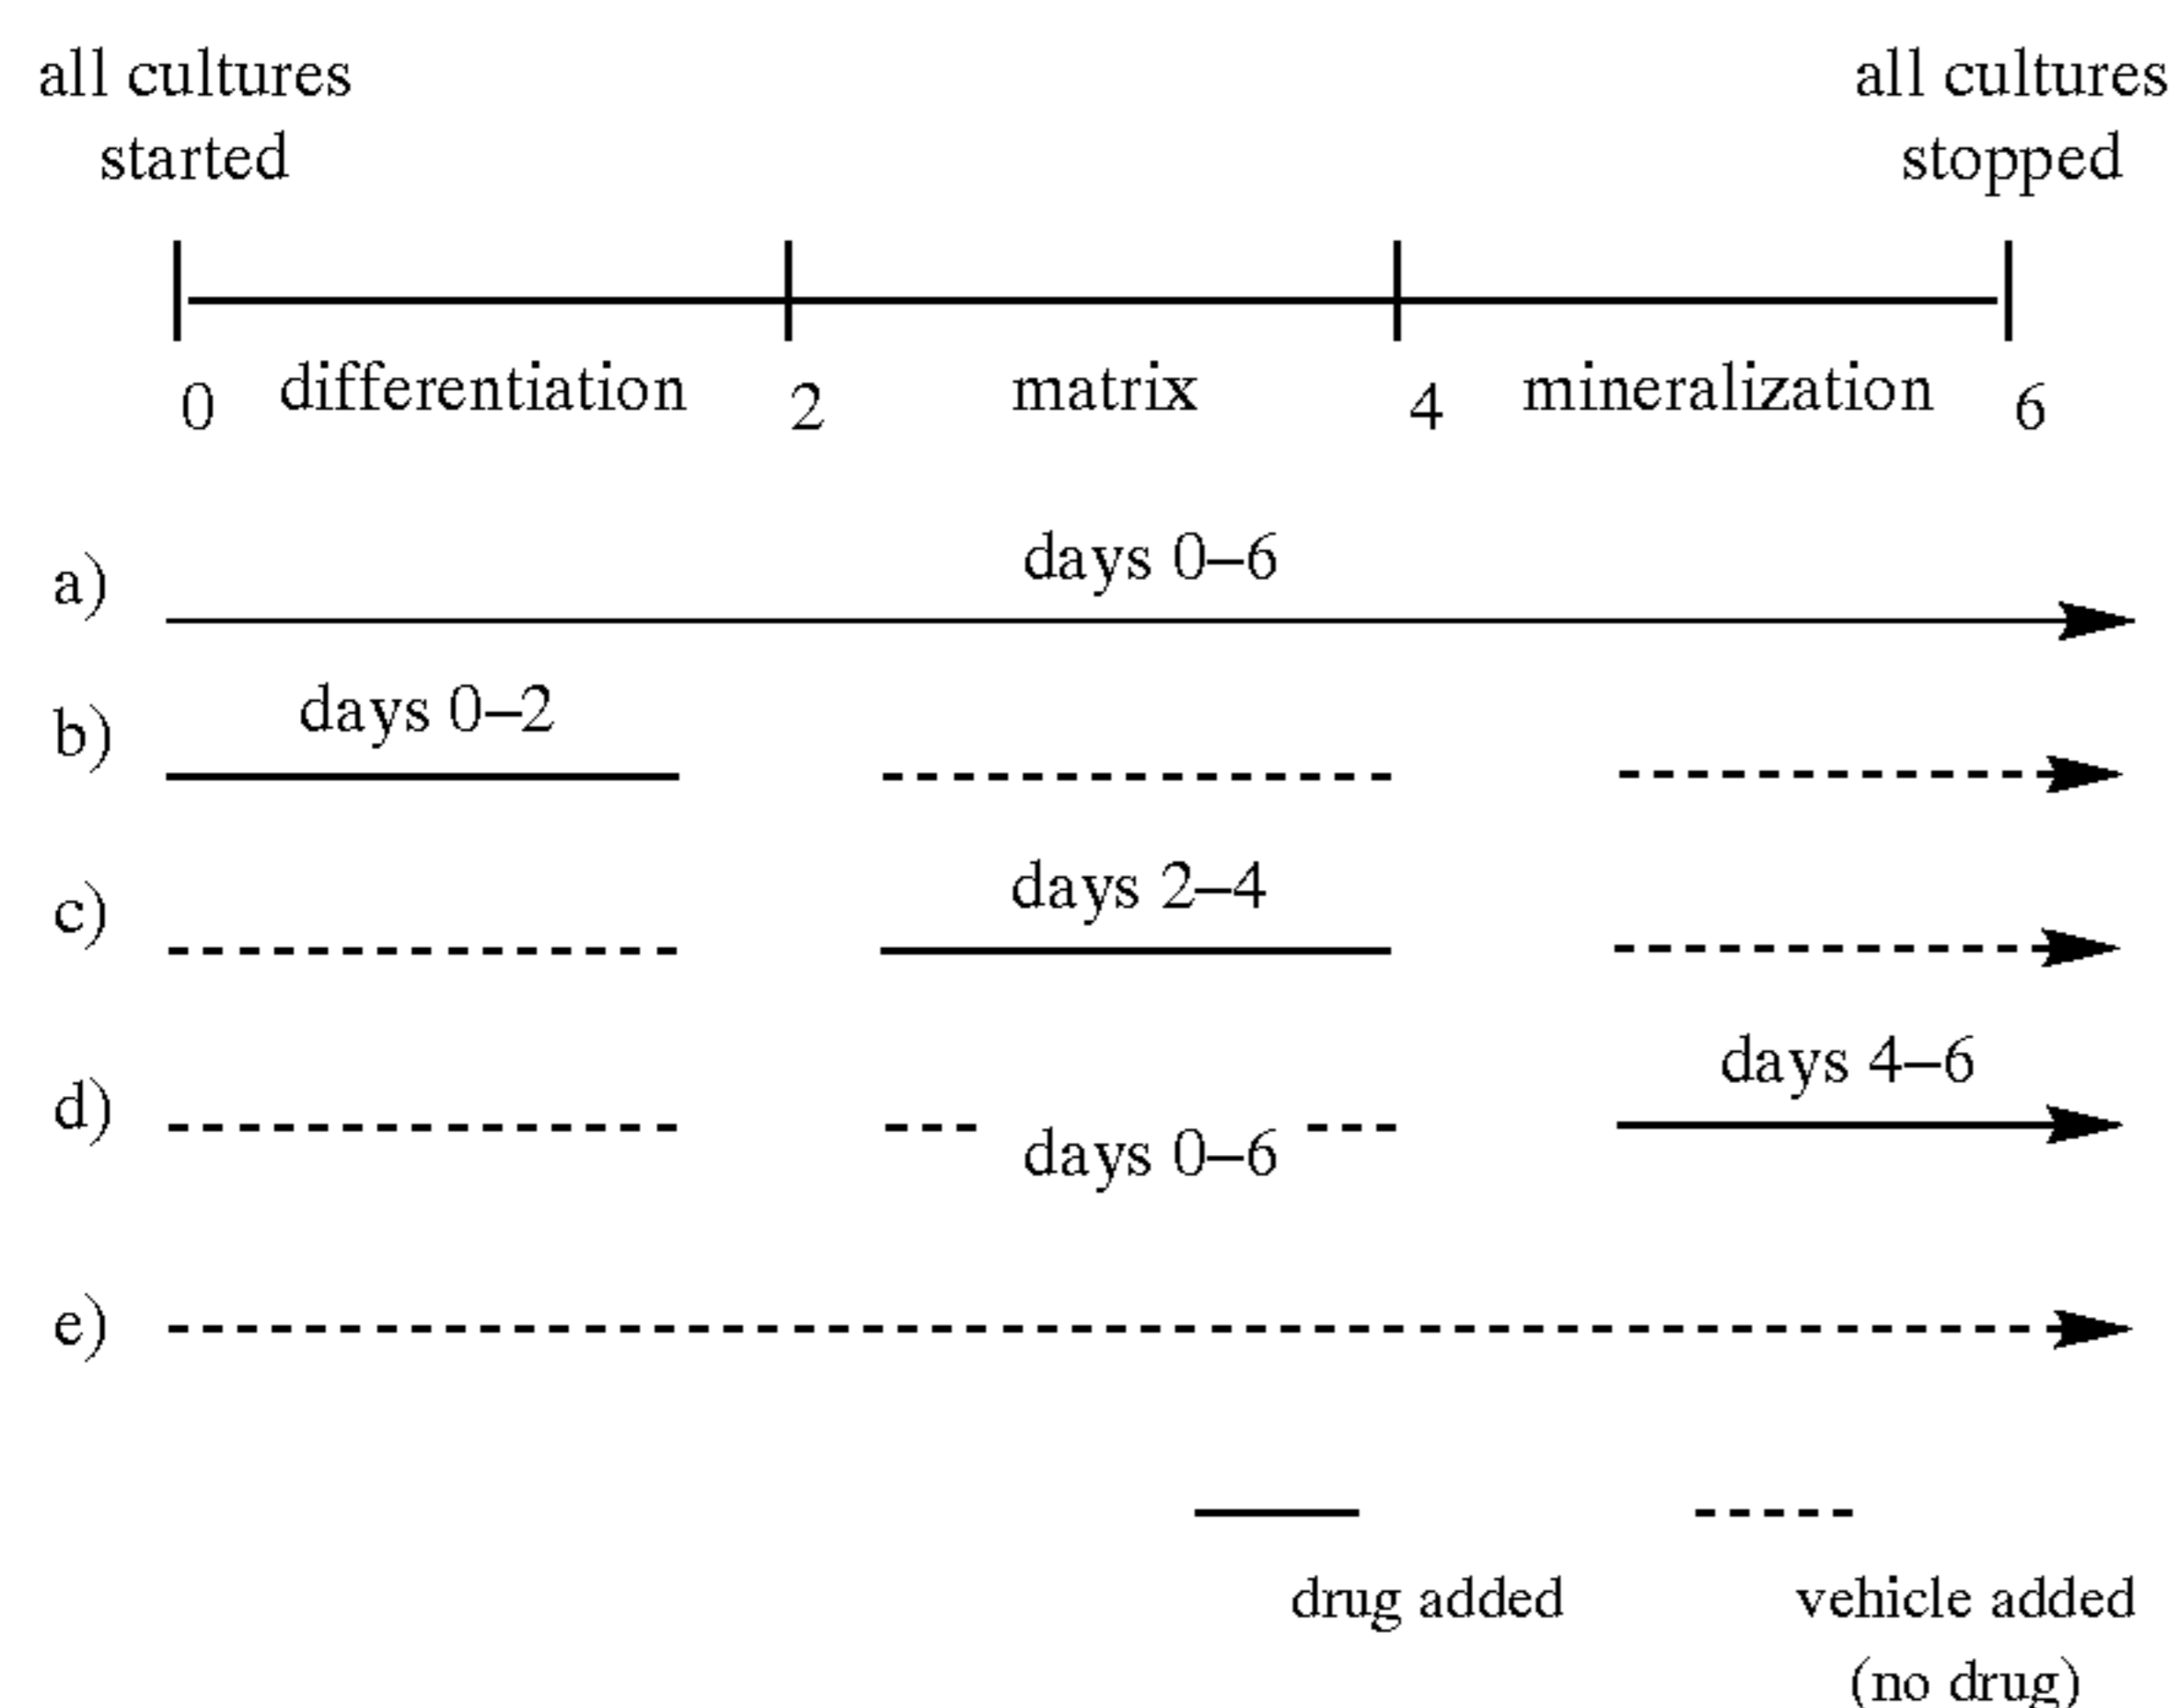 all cultures
started
all cultures
stopped
0 differentiation 2 matrix 4 mineralization 6
a) days 0–6
b) days 0–2
c) days 2–4
d) days 4–6
days 0–6
e)
drug added
vehicle added
(no drug)